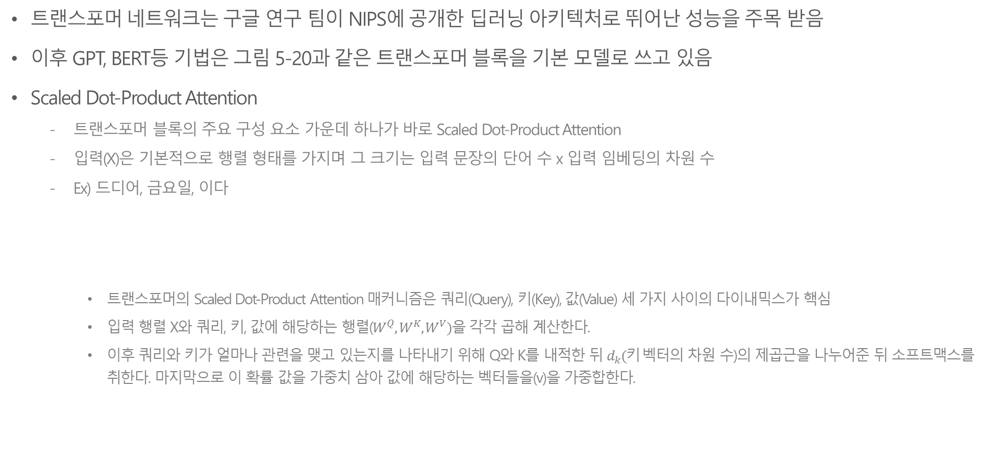 • 트랜스포머 네트워크는 구글 연구 팀이 NIPS에 공개한 딥러닝 아키텍처로 뛰어난 성능을 주목 받음
• 이후 GPT, BERT등 기법은 그림 5-20과 같은 트랜스포머 블록을 기본 모델로 쓰고 있음
• Scaled Dot-Product Attention
- 트랜스포머 블록의 주요 구성 요소 가운데 하나가 바로 Scaled Dot-Product Attention
- 입력(X)은 기본적으로 행렬 형태를 가지며 그 크기는 입력 문장의 단어 수 x 입력 임베딩의 차원 수
- Ex) 드디어, 금요일, 이다
• 트랜스포머의 Scaled Dot-Product Attention 매커니즘은 쿼리(Query), 키(Key), 값(Value) 세 가지 사이의 다이내믹스가 핵심
• 입력 행렬 X와 쿼리, 키, 값에 해당하는 행렬(𝑊^𝑄,𝑊^𝐾,𝑊^𝑉)을 각각 곱해 계산한다.
• 이후 쿼리와 키가 얼마나 관련을 맺고 있는지를 나타내기 위해 Q와 K를 내적한 뒤 𝑑_𝑘(키 벡터의 차원 수)의 제곱근을 나누어준 뒤 소프트맥스를
취한다. 마지막으로 이 확률 값을 가중치 삼아 값에 해당하는 벡터들을(v)을 가중합한다.